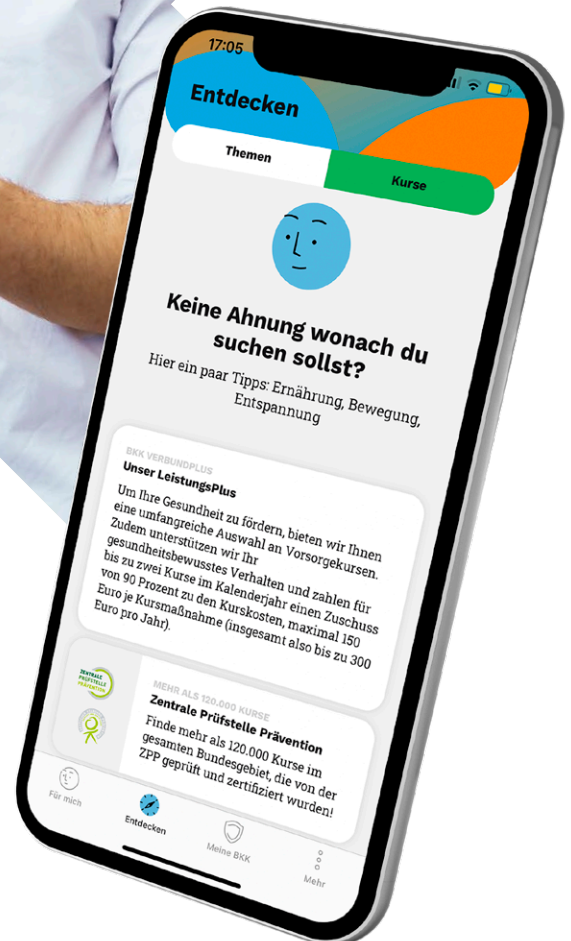 17:05
Entdecken
Themen
Kurse
Keine Ahnung wonach du
suchen sollst?
Hier ein paar Tipps: Ernährung, Bewegung,
Entspannung
BKK VERBUNDPLUS
Unser LeistungsPlus
Um Ihre Gesundheit zu fördern, bieten wir Ihnen
eine umfangreiche Auswahl an Vorsorgekursen.
Zudem unterstützen wir Ihr
gesundheitsbewusstes Verhalten und zahlen für
bis zu zwei Kurse im Kalenderjahr einen Zuschuss
von 90 Prozent zu den Kurskosten, maximal 150
Euro je Kursmaßnahme (insgesamt also bis zu 300
Euro pro Jahr).
ZENTRALE
PRÜFSTELLE
PRÄVENTION
MEHR ALS 120.000 KURSE
Zentrale Prüfstelle Prävention
Finde mehr als 120.000 Kurse im
gesamten Bundesgebiet, die von der
ZPP geprüft und zertifiziert wurden!
Für mich
Entdecken
Meine BKK
Mehr